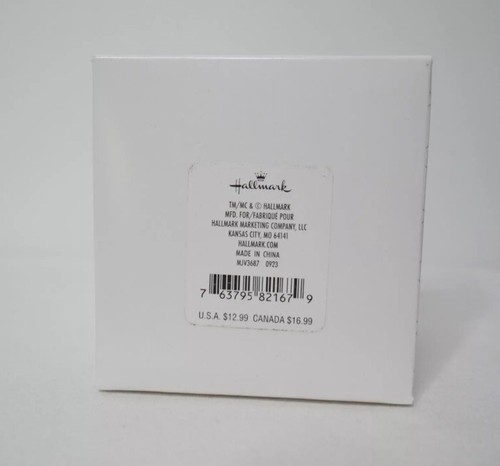 Hallmark
TM/MC & © HALLMARK
MFD. FOR/FABRIQUÉ POUR
HALLMARK MARKETING COMPANY, LLC
KANSAS CITY, MO 64141
HALLMARK.COM
MADE IN CHINA
MJV3687 0923
7 63795 82167 9
U.S.A. $12.99 CANADA $16.99